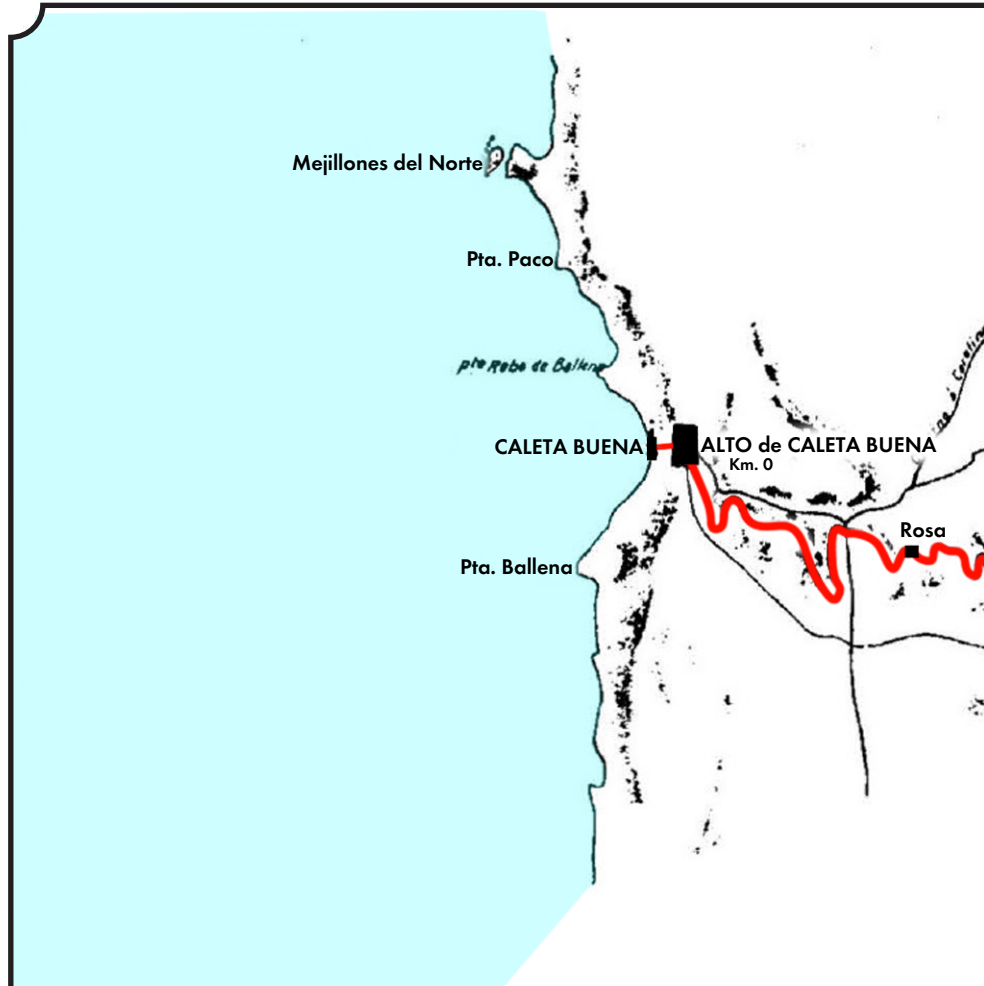 Mejillones del Norte
Pta. Paco
Pta Rabo de Ballena
CALETA BUENA
ALTO de CALETA BUENA
Km. 0
Rosa
Pta. Ballena